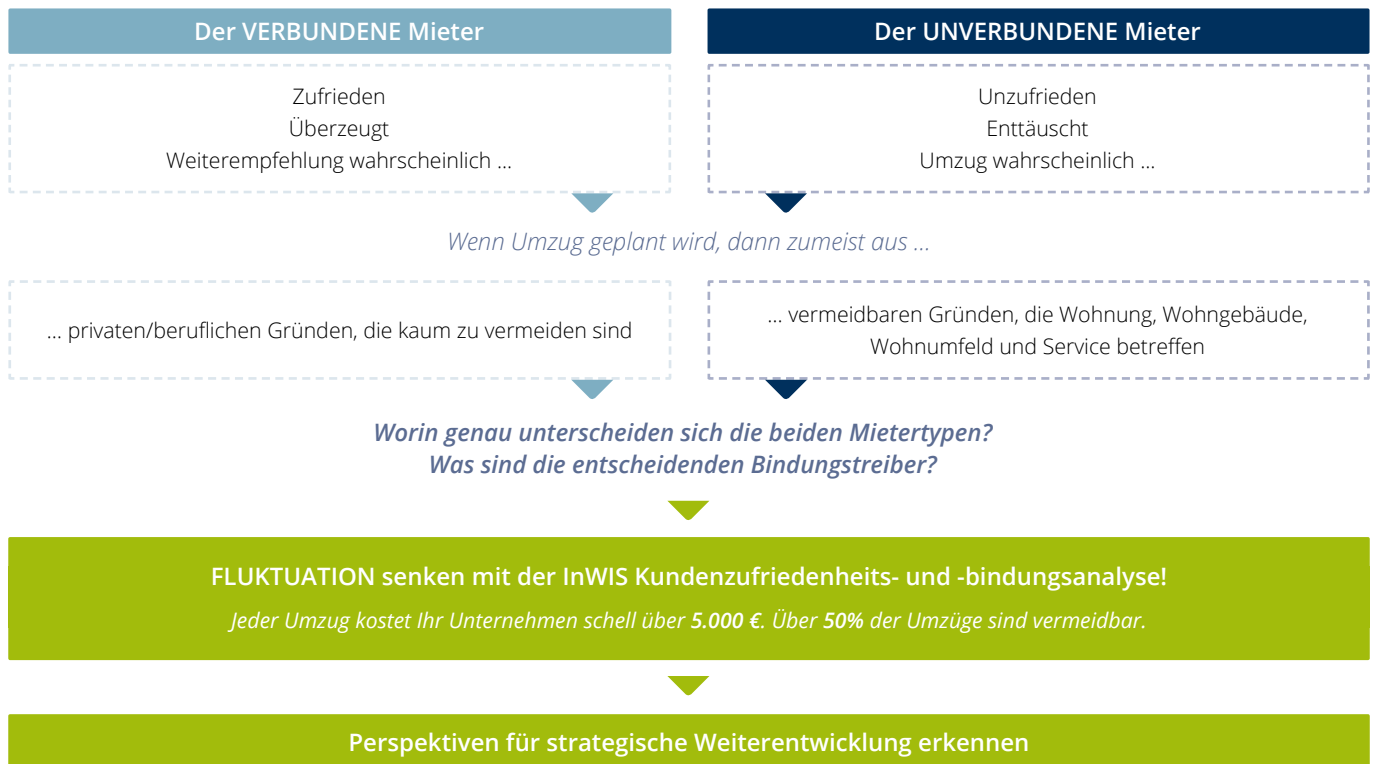 Der VERBUNDENE Mieter
Zufrieden
Überzeugt
Weiterempfehlung wahrscheinlich ...
Der UNVERBUNDENE Mieter
Unzufrieden
Enttäuscht
Umzug wahrscheinlich ...
Wenn Umzug geplant wird, dann zumeist aus ...
... privaten/beruflichen Gründen, die kaum zu vermeiden sind
... vermeidbaren Gründen, die Wohnung, Wohngebäude,
Wohnumfeld und Service betreffen
Worin genau unterscheiden sich die beiden Mietertypen?
Was sind die entscheidenden Bindungstreiber?
FLUKTUATION senken mit der InWIS Kundenzufriedenheits- und -bindungsanalyse!
Jeder Umzug kostet Ihr Unternehmen schell über 5.000 €. Über 50% der Umzüge sind vermeidbar.
Perspektiven für strategische Weiterentwicklung erkennen